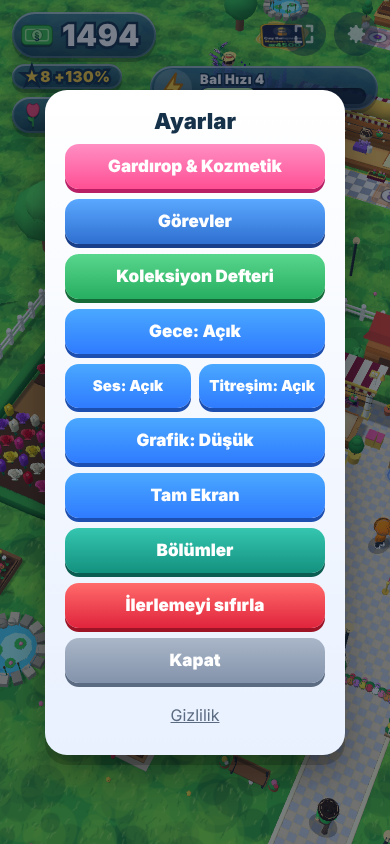 1494
★8 +130%
Bal Hızı 4
Ayarlar
Gardırop & Kozmetik
Görevler
Koleksiyon Defteri
Gece: Açık
Ses: Açık
Titreşim: Açık
Grafik: Düşük
Tam Ekran
Bölümler
İlerlemeyi sıfırla
Kapat
Gizlilik